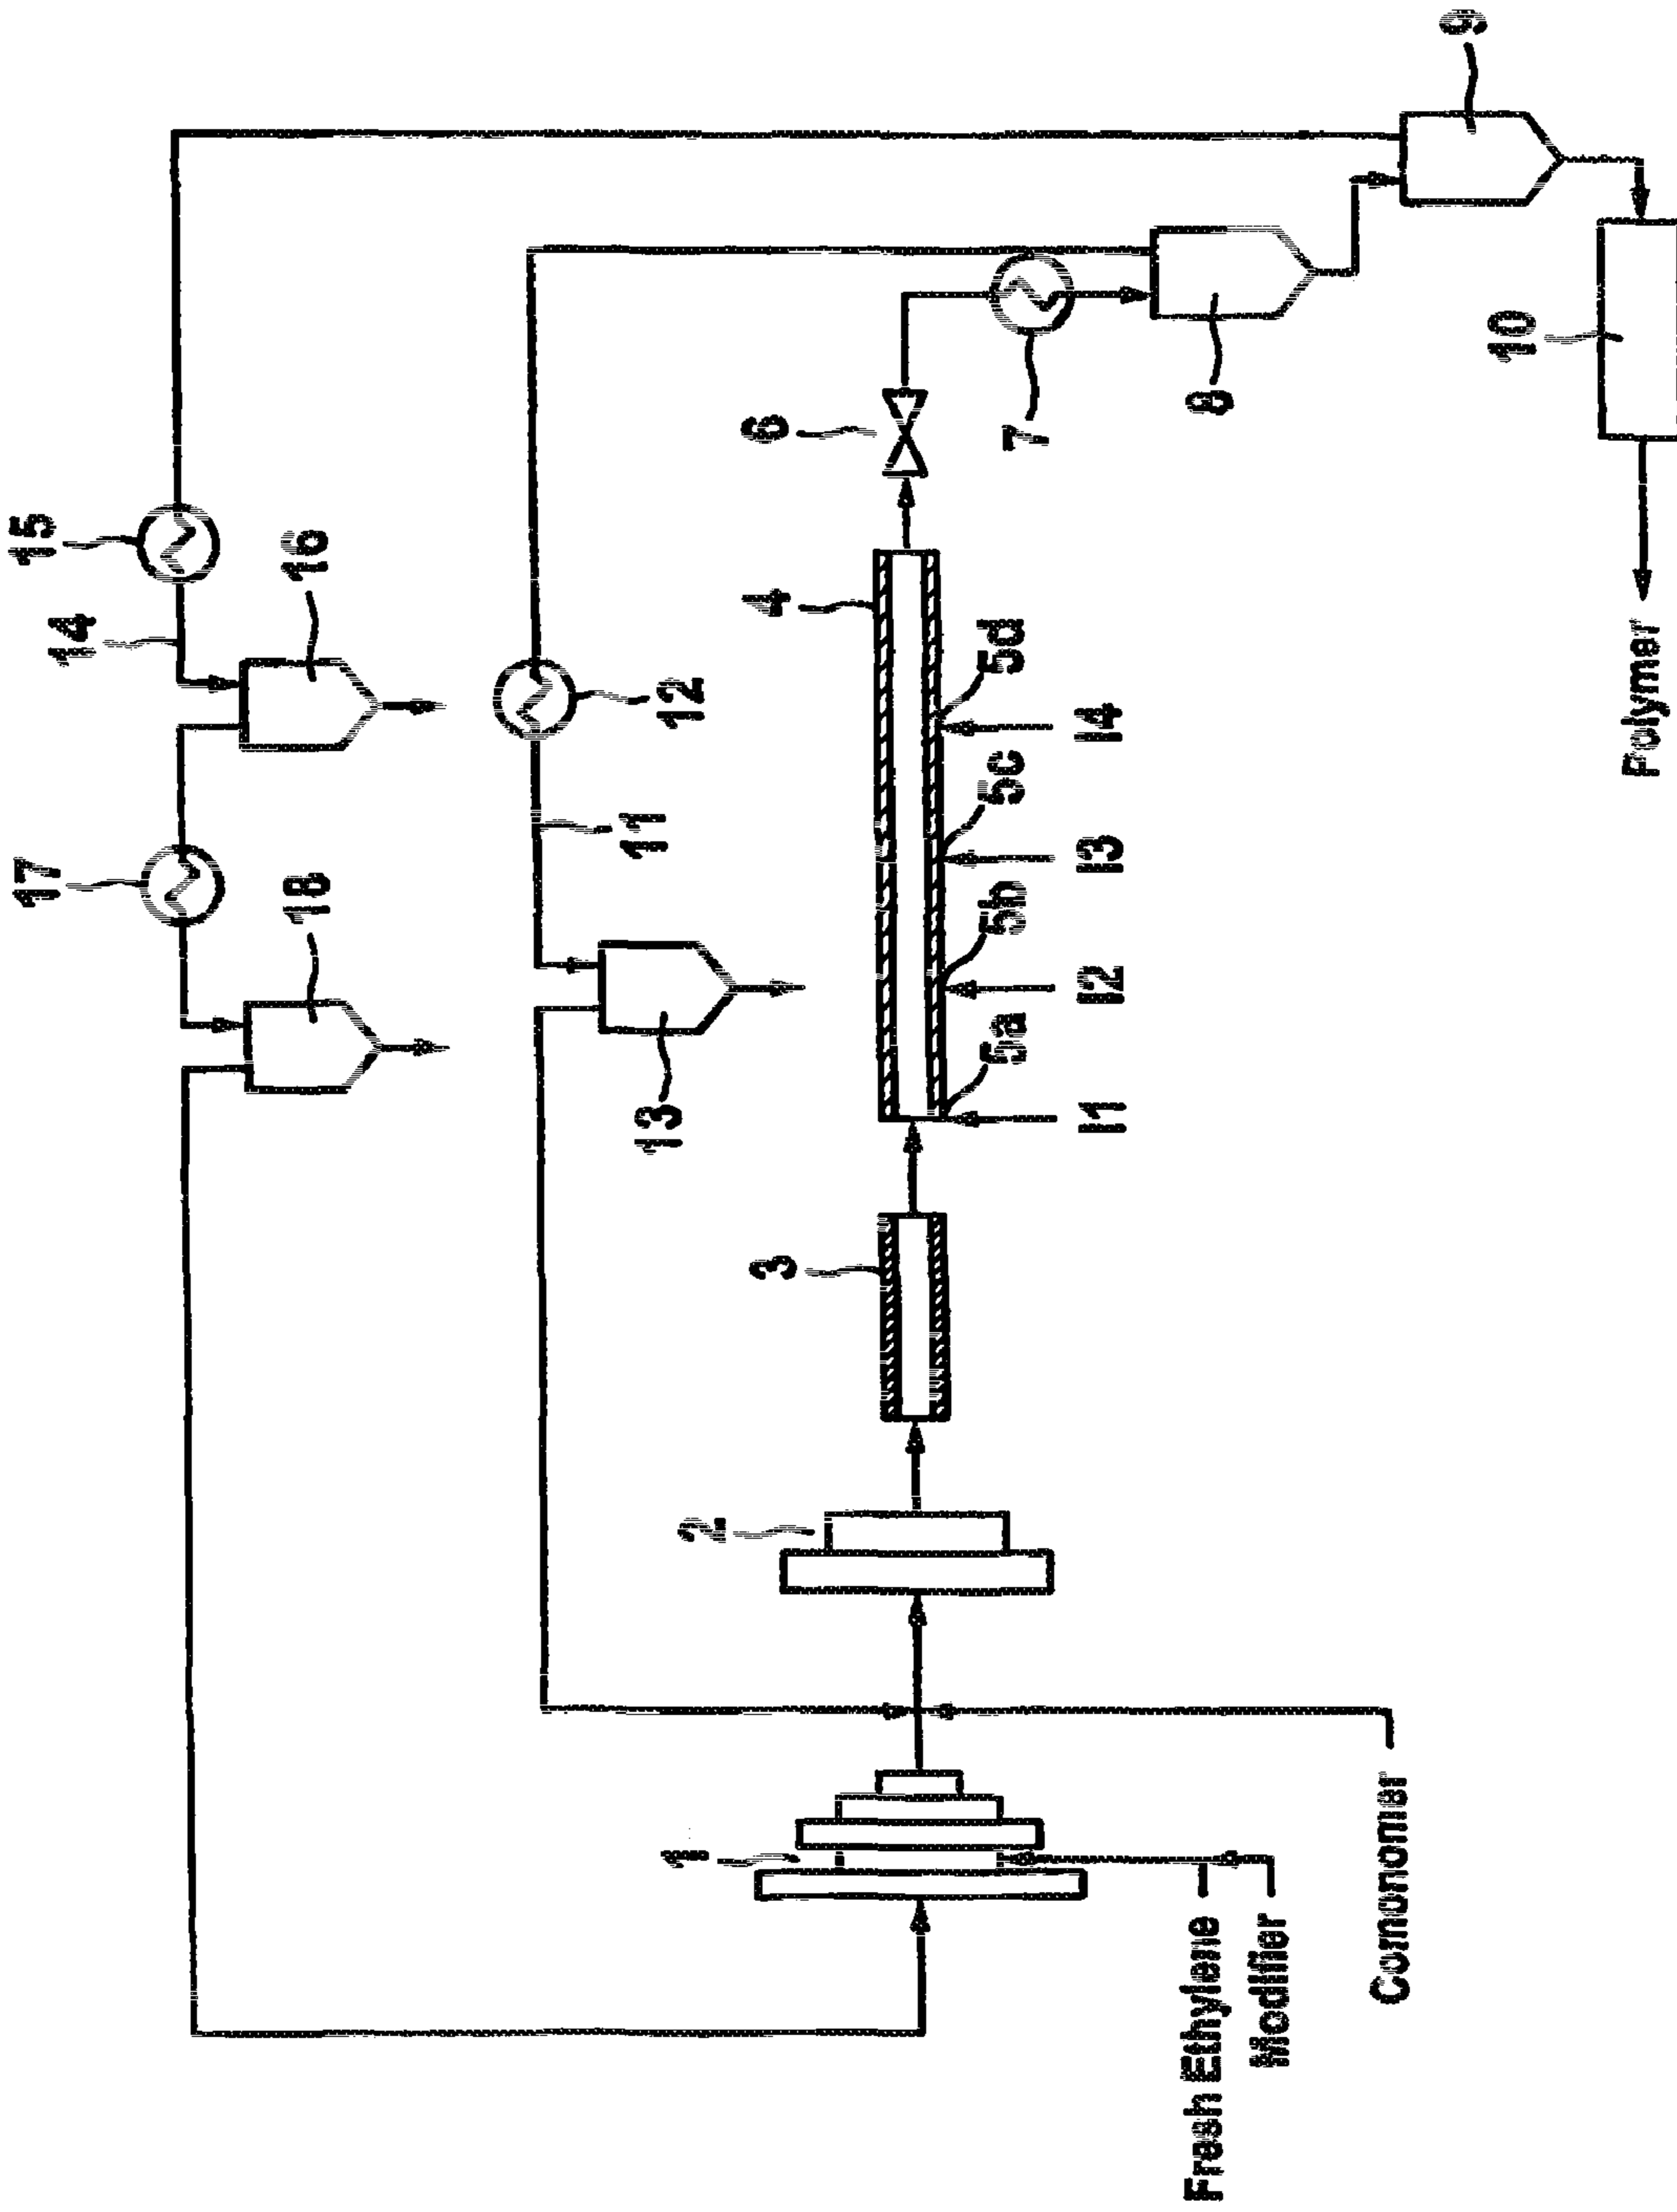 15
14
16
17
18
9
12
11
13
6
7
8
10
4
5d
5c
5b
5a
I4
I3
I2
I1
3
2
1
Polymer
Fresh Ethylene
Modifier
Comonomer